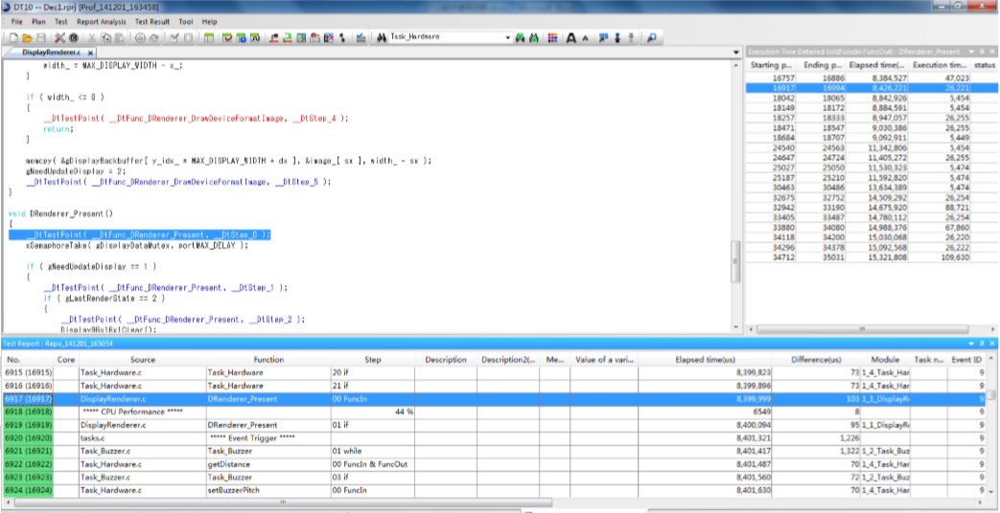 DT10 -- Dec1.rprj [Prof_141201_163458]
File Plan Test Report Analysis Test Result Tool Help
Task_Hardware
DisplayRenderer.c x
width_ = MAX_DISPLAY_WIDTH - x_;
}
if ( width_ <= 0 )
{
__DtTestPoint( __DtFunc_DRenderer_DrawDeviceFormatImage, __DtStep_4 );
return;
}
memcpy( &gDisplayBackbuffer[ y_idx_ * MAX_DISPLAY_WIDTH + dx ], &image_[ sx ], width_ - sx );
gNeedUpdateDisplay = 2;
__DtTestPoint( __DtFunc_DRenderer_DrawDeviceFormatImage, __DtStep_5 );
}
void DRenderer_Present()
{
__DtTestPoint( __DtFunc_DRenderer_Present, __DtStep_0 );
xSemaphoreTake( gDisplayDataMutex, portMAX_DELAY );
if ( gNeedUpdateDisplay == 1 )
{
__DtTestPoint( __DtFunc_DRenderer_Present, __DtStep_1 );
if ( gLastRenderState == 2 )
{
__DtTestPoint( __DtFunc_DRenderer_Present, __DtStep_2 );
Execution Time Detailed List(FuncIn-FuncOut) : DRenderer_Present
Starting p... Ending p... Elapsed time(... Execution tim... status
16757 16886 8,384,527 47,023
16917 16994 8,426,221 26,221
18042 18065 8,842,926 5,454
18149 18172 8,884,591 5,454
18257 18333 8,947,057 26,255
18471 18547 9,030,386 26,255
18684 18707 9,092,911 5,449
24540 24563 11,342,806 5,454
24647 24724 11,405,272 26,255
25027 25050 11,530,323 5,474
25187 25210 11,592,820 5,474
30463 30486 13,634,389 5,474
32675 32752 14,509,292 26,254
32942 33190 14,675,920 88,721
33405 33487 14,780,112 26,254
33880 34080 14,988,376 67,860
34118 34200 15,030,068 26,220
34296 34378 15,092,568 26,222
34712 35031 15,321,808 109,630
Test Report : Repo_141201_165054
No. Core Source Function Step Description Description2(... Me... Value of a vari... Elapsed time(us) Difference(us) Module Task n... Event ID
6915 (16915) Task_Hardware.c Task_Hardware 20 if 8,399,823 73 1_4_Task_Har 9
6916 (16916) Task_Hardware.c Task_Hardware 21 if 8,399,896 73 1_4_Task_Har 9
6917 (16917) DisplayRenderer.c DRenderer_Present 00 FuncIn 8,399,999 103 1_1_DisplayR 9
6918 (16918) ***** CPU Performance ***** 44 % 6549 8 9
6919 (16919) DisplayRenderer.c DRenderer_Present 01 if 8,400,094 95 1_1_DisplayR 9
6920 (16920) tasks.c ***** Event Trigger ***** 8,401,321 1,226 9
6921 (16921) Task_Buzzer.c Task_Buzzer 01 while 8,401,417 1,322 1_2_Task_Buz 9
6922 (16922) Task_Hardware.c getDistance 00 FuncIn & FuncOut 8,401,487 70 1_4_Task_Har 9
6923 (16923) Task_Buzzer.c Task_Buzzer 03 if 8,401,560 72 1_2_Task_Buz 9
6924 (16924) Task_Hardware.c setBuzzerPitch 00 FuncIn 8,401,630 70 1_4_Task_Har 9